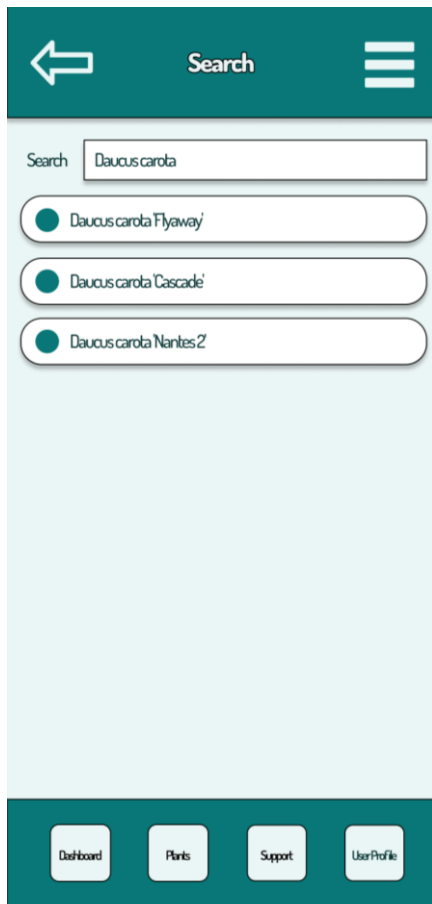 Search
Search Daucus carota
Daucus carota 'Flyaway'
Daucus carota 'Cascade'
Daucus carota 'Nantes 2'
Dashboard Plants Support User Profile